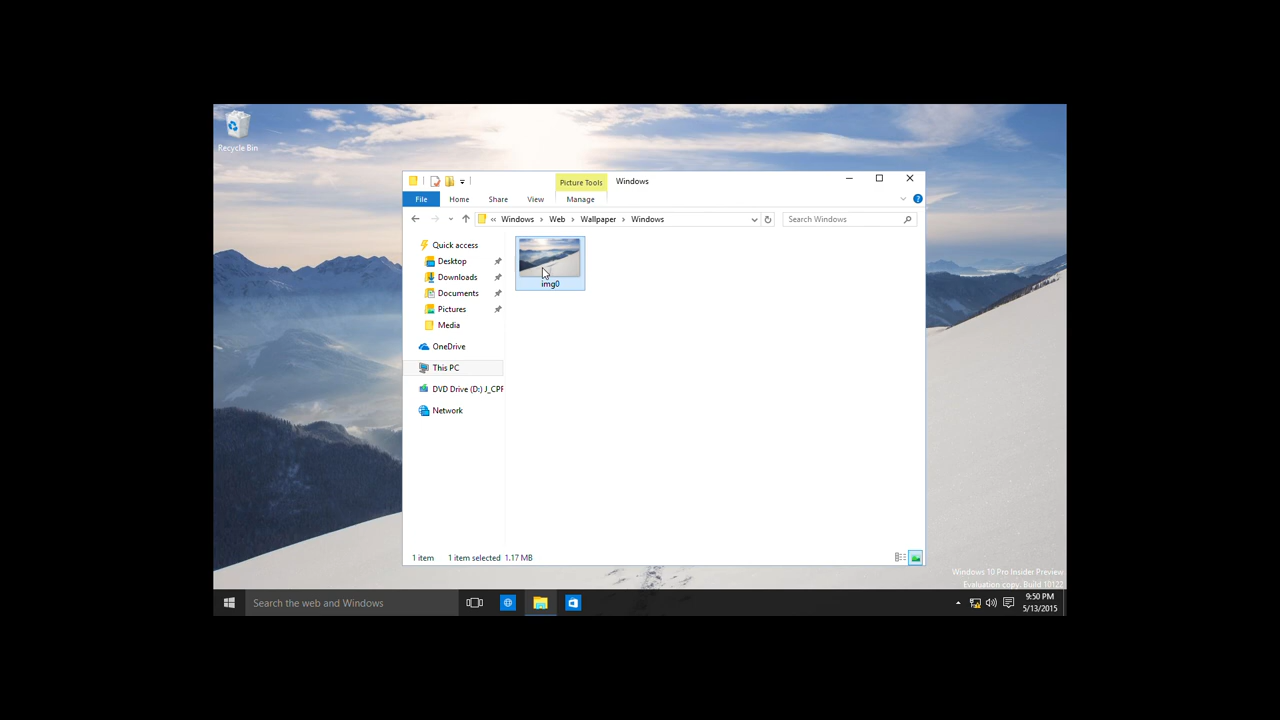 Recycle Bin
Picture Tools
Windows
File
Home
Share
View
Manage
« Windows > Web > Wallpaper > Windows
Search Windows
Quick access
Desktop
Downloads
Documents
Pictures
Media
OneDrive
This PC
DVD Drive (D:) J_CPF
Network
img0
1 item
1 item selected 1.17 MB
Windows 10 Pro Insider Preview
Evaluation copy. Build 10122
Search the web and Windows
9:50 PM
5/13/2015